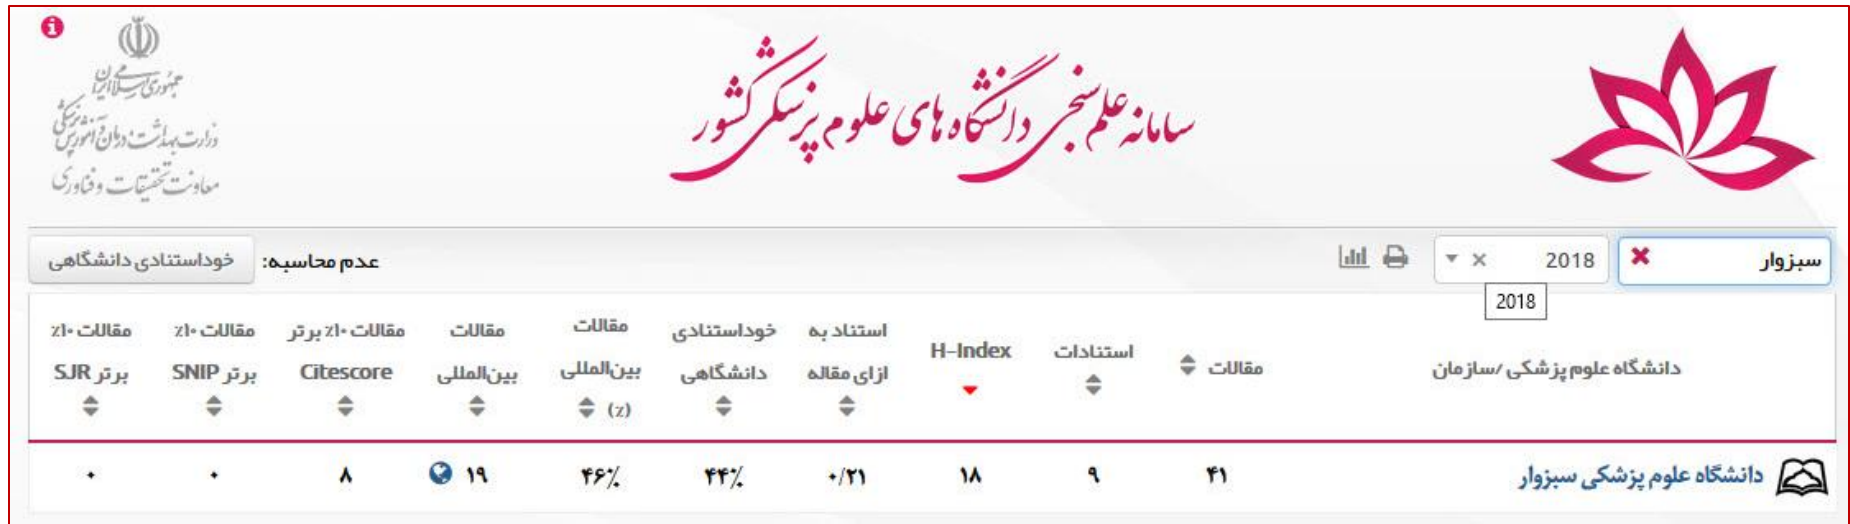 جمهوری اسلامی ایران
وزارت بهداشت، درمان و آموزش پزشکی
معاونت تحقیقات و فناوری
سامانه علم سنجی دانشگاه های علوم پزشکی کشور
سبزوار ✖ 2018 × عدم محاسبه: خوداستنادی دانشگاهی
2018
دانشگاه علوم پزشکی /سازمان مقالات استنادات H-Index استناد به ازای مقاله خوداستنادی دانشگاهی مقالات بین‌المللی (٪) مقالات بین‌المللی مقالات ۱۰٪ برتر Citescore مقالات ۱۰٪ برتر SNIP مقالات ۱۰٪ برتر SJR
دانشگاه علوم پزشکی سبزوار ۴۱ ۹ ۱۸ ۰/۲۱ ۴۴٪ ۴۶٪ ۱۹ ۸ ۰ ۰